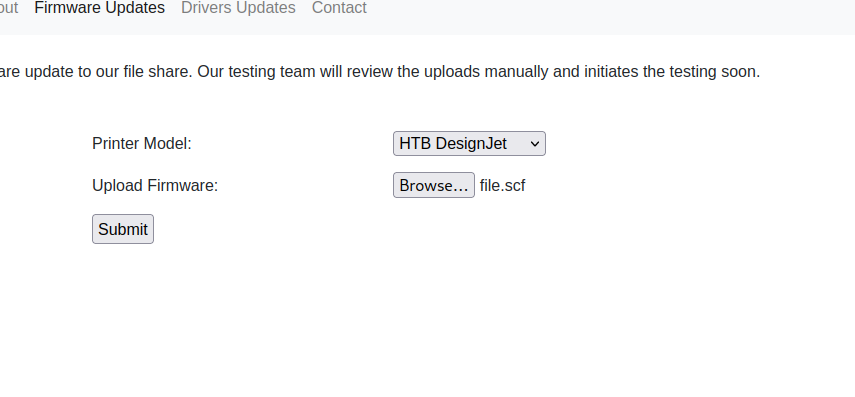 out Firmware Updates Drivers Updates Contact
are update to our file share. Our testing team will review the uploads manually and initiates the testing soon.
Printer Model: HTB DesignJet
Upload Firmware: Browse... file.scf
Submit